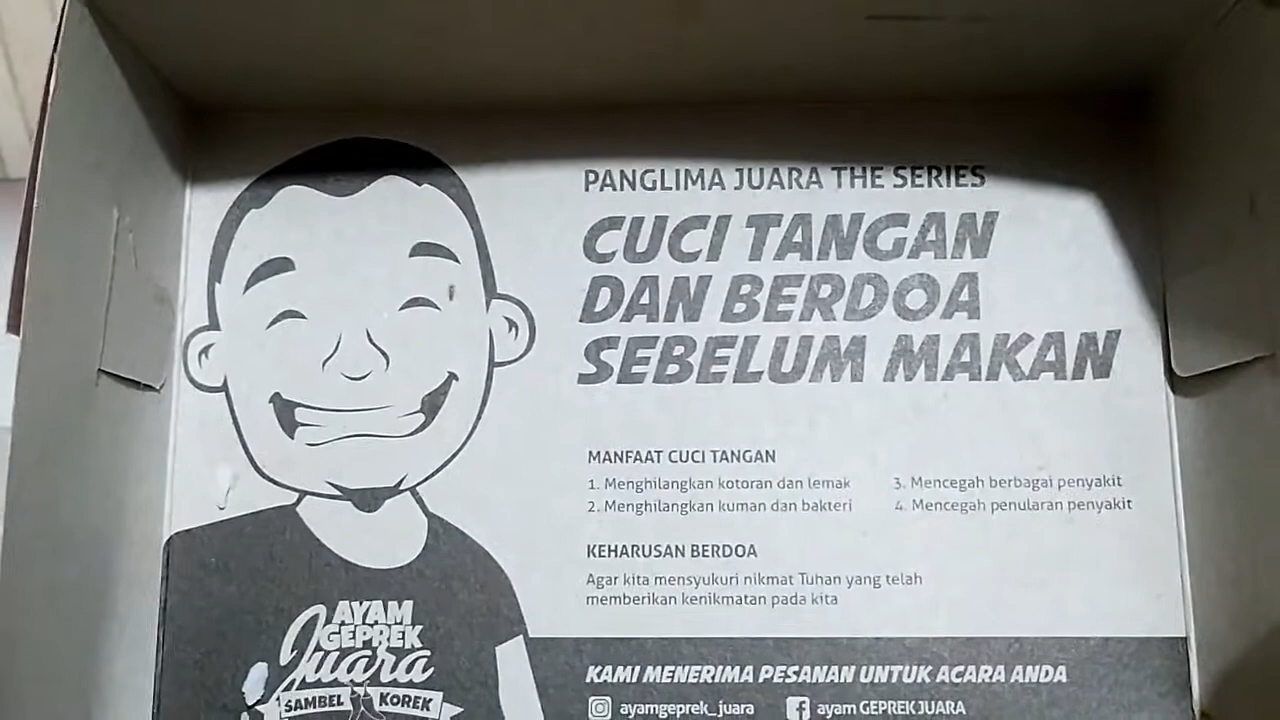 PANGLIMA JUARA THE SERIES
CUCI TANGAN
DAN BERDOA
SEBELUM MAKAN
MANFAAT CUCI TANGAN
1. Menghilangkan kotoran dan lemak
2. Menghilangkan kuman dan bakteri
3. Mencegah berbagai penyakit
4. Mencegah penularan penyakit
KEHARUSAN BERDOA
Agar kita mensyukuri nikmat Tuhan yang telah
memberikan kenikmatan pada kita
KAMI MENERIMA PESANAN UNTUK ACARA ANDA
ayamgeprek_juara
ayam GEPREK JUARA
AYAM
GEPREK
Juara
SAMBEL KOREK